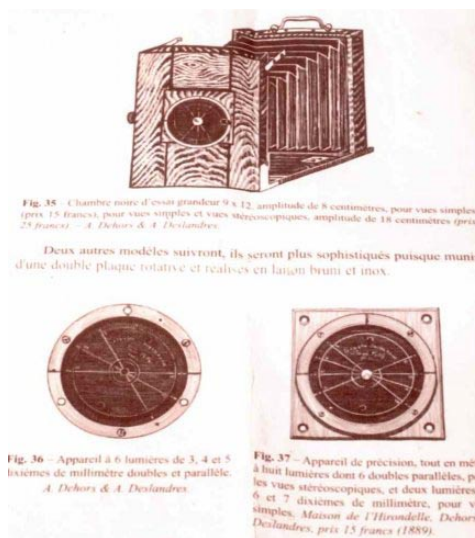 Fig. 35 – Chambre noire d'essai grandeur 9 x 12, amplitude de 8 centimètres, pour vues simples
(prix 15 francs), pour vues simples et vues stéréoscopiques, amplitude de 18 centimètres (prix
25 francs). – A. Dehors & A. Deslandres.
Deux autres modèles suivront, ils seront plus sophistiqués puisque muni
d'une double plaque rotative et réalisés en laiton bruni et inox.
Fig. 36 – Appareil à 6 lumières de 3, 4 et 5
dixièmes de millimètre doubles et parallèle.
A. Dehors & A. Deslandres.
Fig. 37 – Appareil de précision, tout en mé
à huit lumières dont 6 doubles parallèles, p
les vues stéréoscopiques, et deux lumières
6 et 7 dixièmes de millimètre, pour v
simples. Maison de l'Hirondelle. Dehors
Deslandres, prix 15 francs (1889).